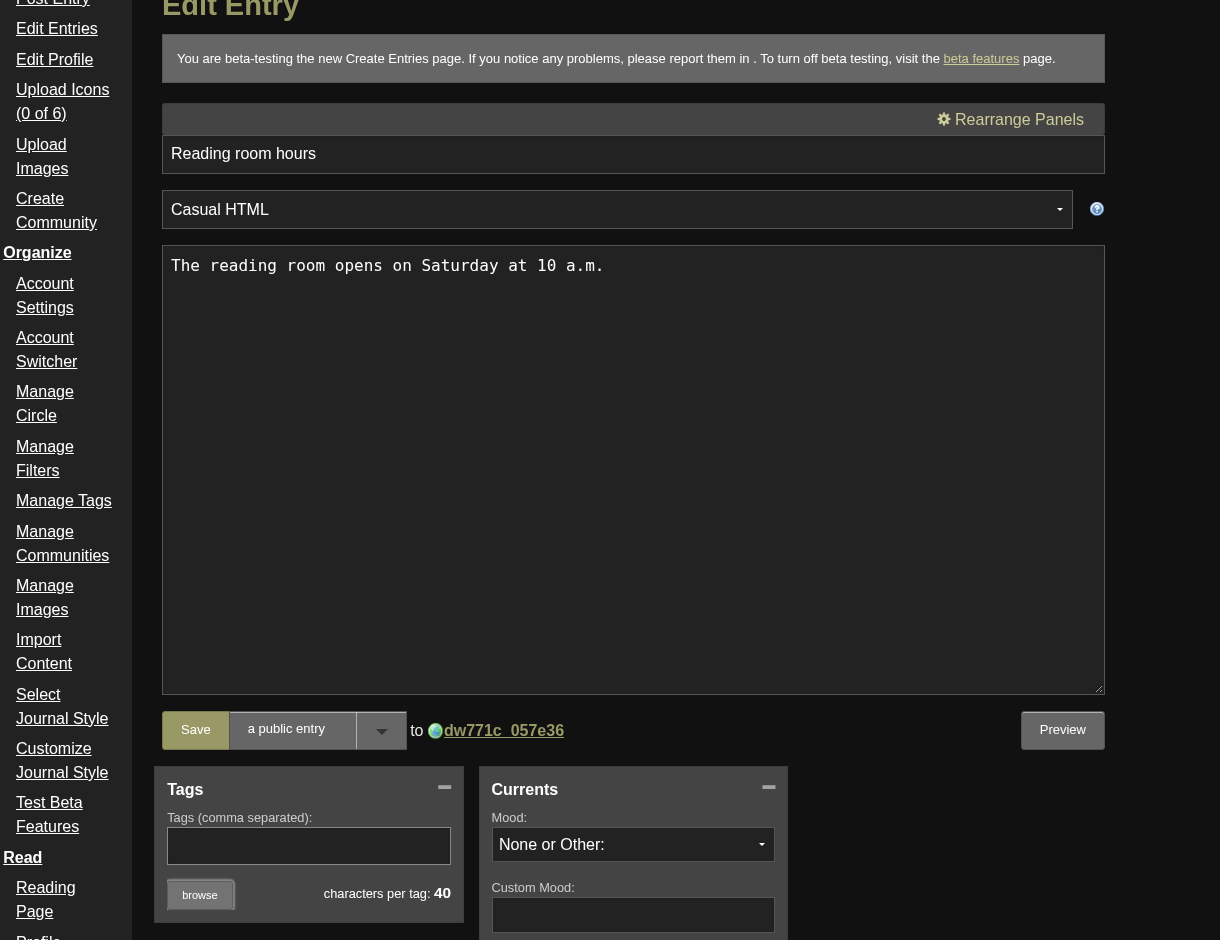 Post Entry
Edit Entries
Edit Profile
Upload Icons
(0 of 6)
Upload
Images
Create
Community
Organize
Account
Settings
Account
Switcher
Manage
Circle
Manage
Filters
Manage Tags
Manage
Communities
Manage
Images
Import
Content
Select
Journal Style
Customize
Journal Style
Test Beta
Features
Read
Reading
Page
Profile
Edit Entry
You are beta-testing the new Create Entries page. If you notice any problems, please report them in . To turn off beta testing, visit the beta features page.
Rearrange Panels
Reading room hours
Casual HTML
The reading room opens on Saturday at 10 a.m.
Save a public entry to dw771c_057e36 Preview
Tags
Tags (comma separated):
browse characters per tag: 40
Currents
Mood:
None or Other:
Custom Mood: